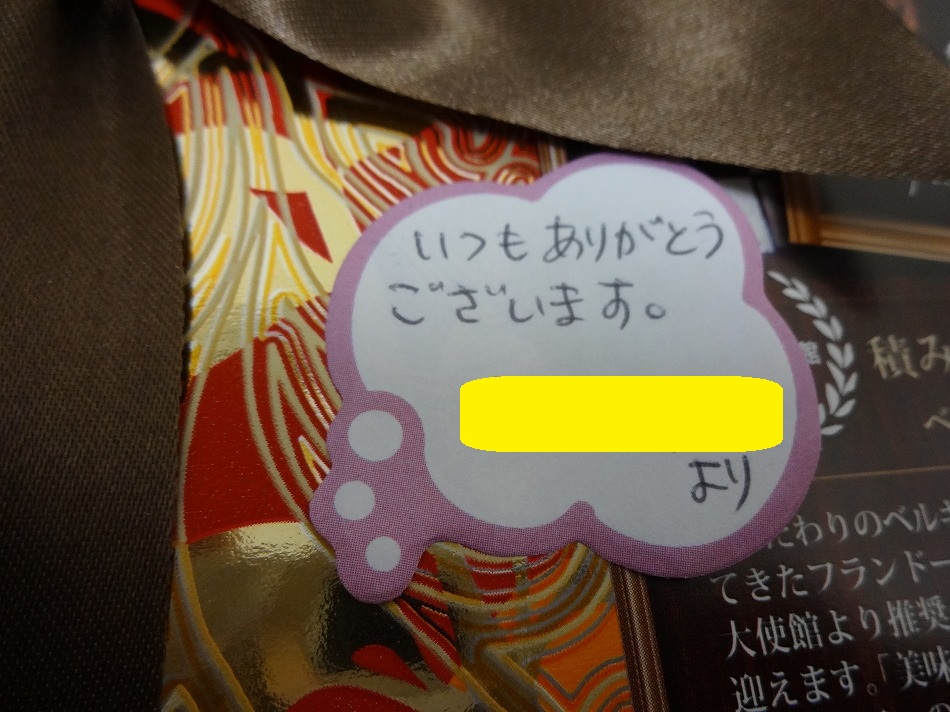 いつもありがとう
ございます。
より
館
積み
べ
だわりのベルギ
てきたフランドー
大使館より推奨
迎えます。「美味